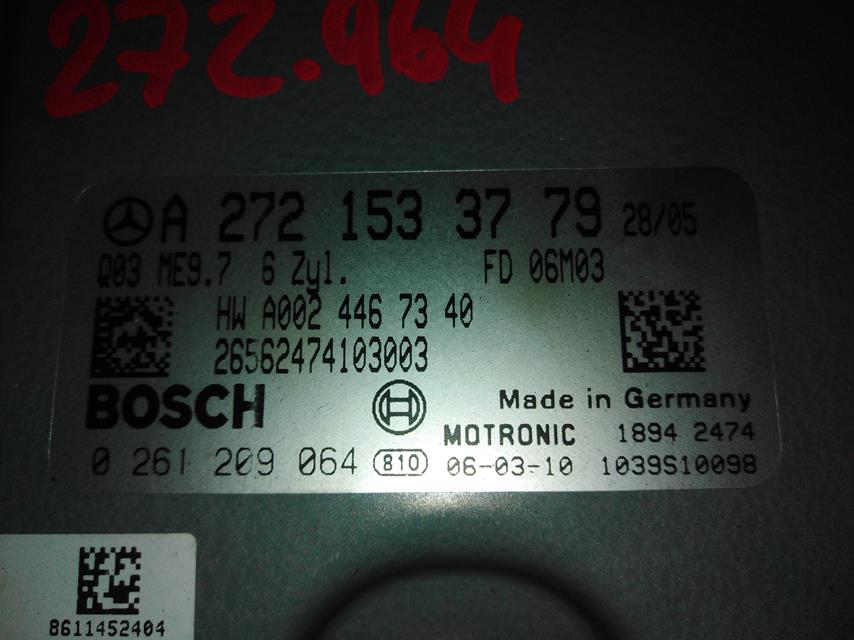 272.964
A 272 153 37 79 28/05
Q03 ME9.7 6 Zyl. FD 06M03
HW A002 446 73 40
26562474103003
BOSCH Made in Germany
MOTRONIC 1894 2474
0 261 209 064 810 06-03-10 1039S10098
8611452404